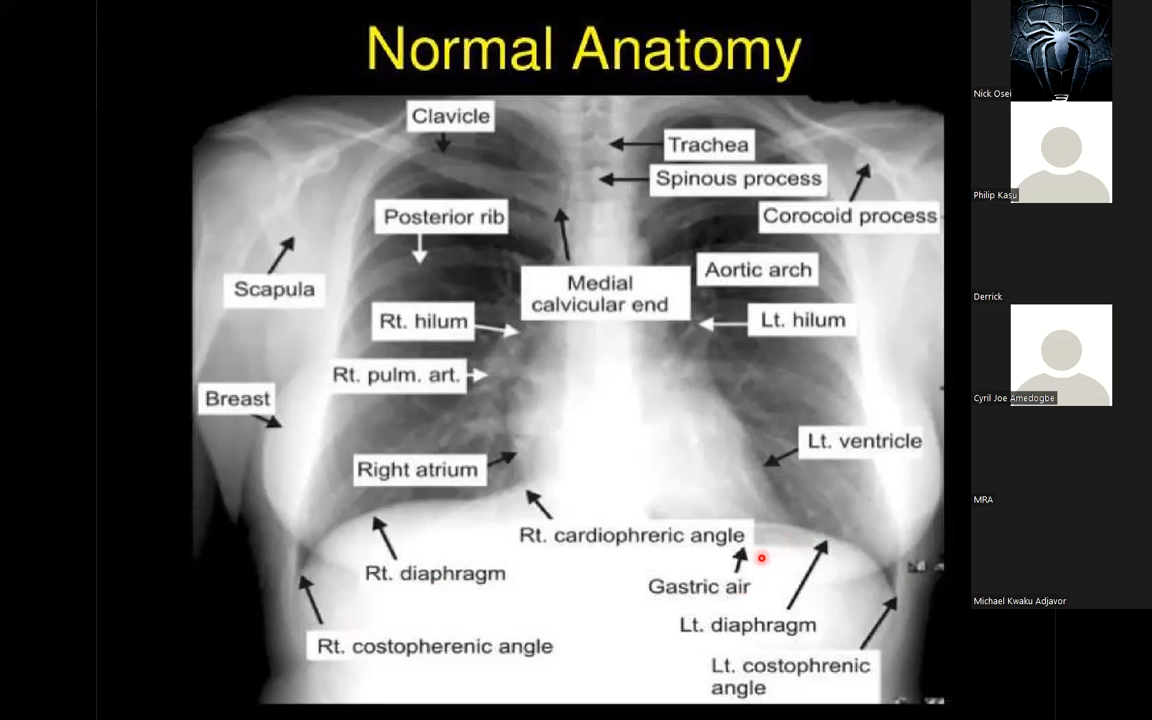 Normal Anatomy
Clavicle
Trachea
Spinous process
Posterior rib
Corocoid process
Scapula
Medial
calvicular end
Aortic arch
Rt. hilum
Lt. hilum
Rt. pulm. art.
Breast
Lt. ventricle
Right atrium
Rt. cardiophreric angle
Rt. diaphragm
Gastric air
Lt. diaphragm
Rt. costopherenic angle
Lt. costophrenic
angle
Nick Osei
Philip Kasu
Derrick
Cyril Joe Amedogbe
MRA
Michael Kwaku Adjavor